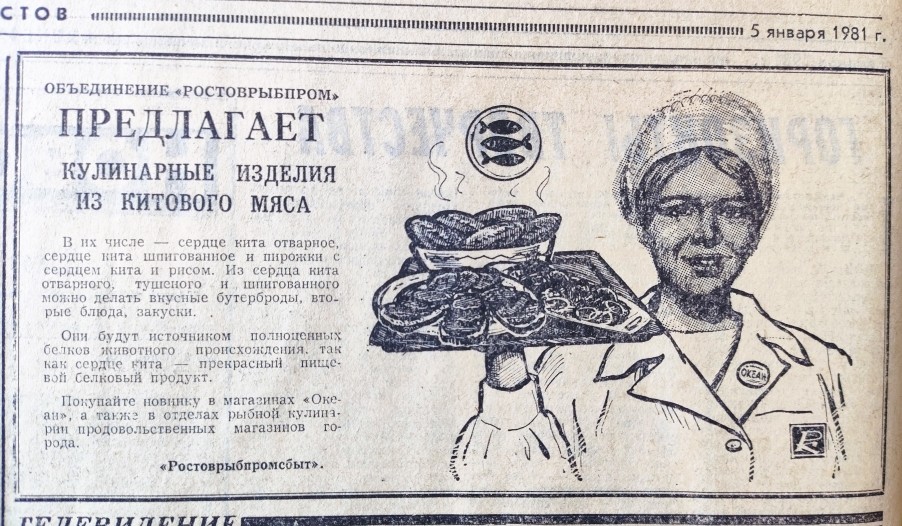 СТОВ
5 января 1981 г.
ОБЪЕДИНЕНИЕ «РОСТОВРЫБПРОМ»
ПРЕДЛАГАЕТ
КУЛИНАРНЫЕ ИЗДЕЛИЯ
ИЗ КИТОВОГО МЯСА
В их числе — сердце кита отварное,
сердце кита шпигованное и пирожки с
сердцем кита и рисом. Из сердца кита
отварного, тушеного и шпигованного
можно делать вкусные бутерброды, вто-
рые блюда, закуски.
Они будут источником полноценных
белков животного происхождения, так
как сердце кита — прекрасный пище-
вой белковый продукт.
Покупайте новинку в магазинах «Оке-
ан», а также в отделах рыбной кулина-
рии продовольственных магазинов го-
рода.
«Ростоврыбпромсбыт».
ОКЕАН
ТЕЛЕВИДЕНИЕ